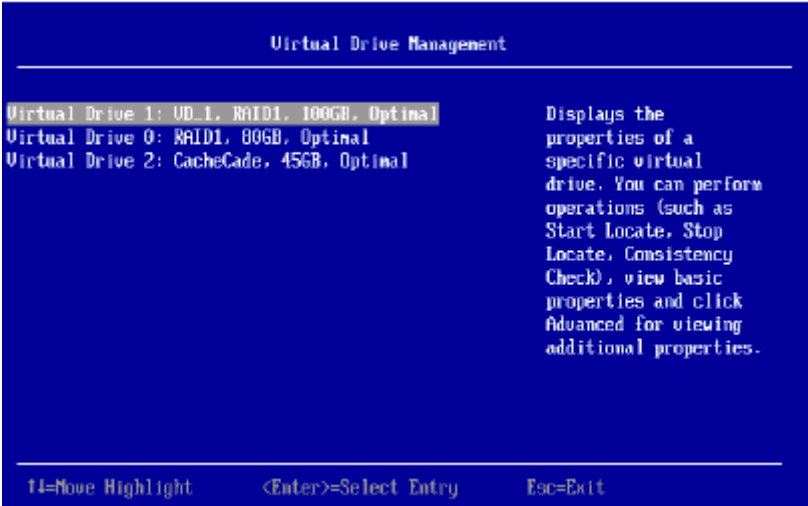 Virtual Drive Management
Virtual Drive 1: VD_1, RAID1, 100GB, Optimal
Virtual Drive 0: RAID1, 80GB, Optimal
Virtual Drive 2: CacheCade, 45GB, Optimal
Displays the
properties of a
specific virtual
drive. You can perform
operations (such as
Start Locate, Stop
Locate, Consistency
Check), view basic
properties and click
Advanced for viewing
additional properties.
↑↓=Move Highlight <Enter>=Select Entry Esc=Exit